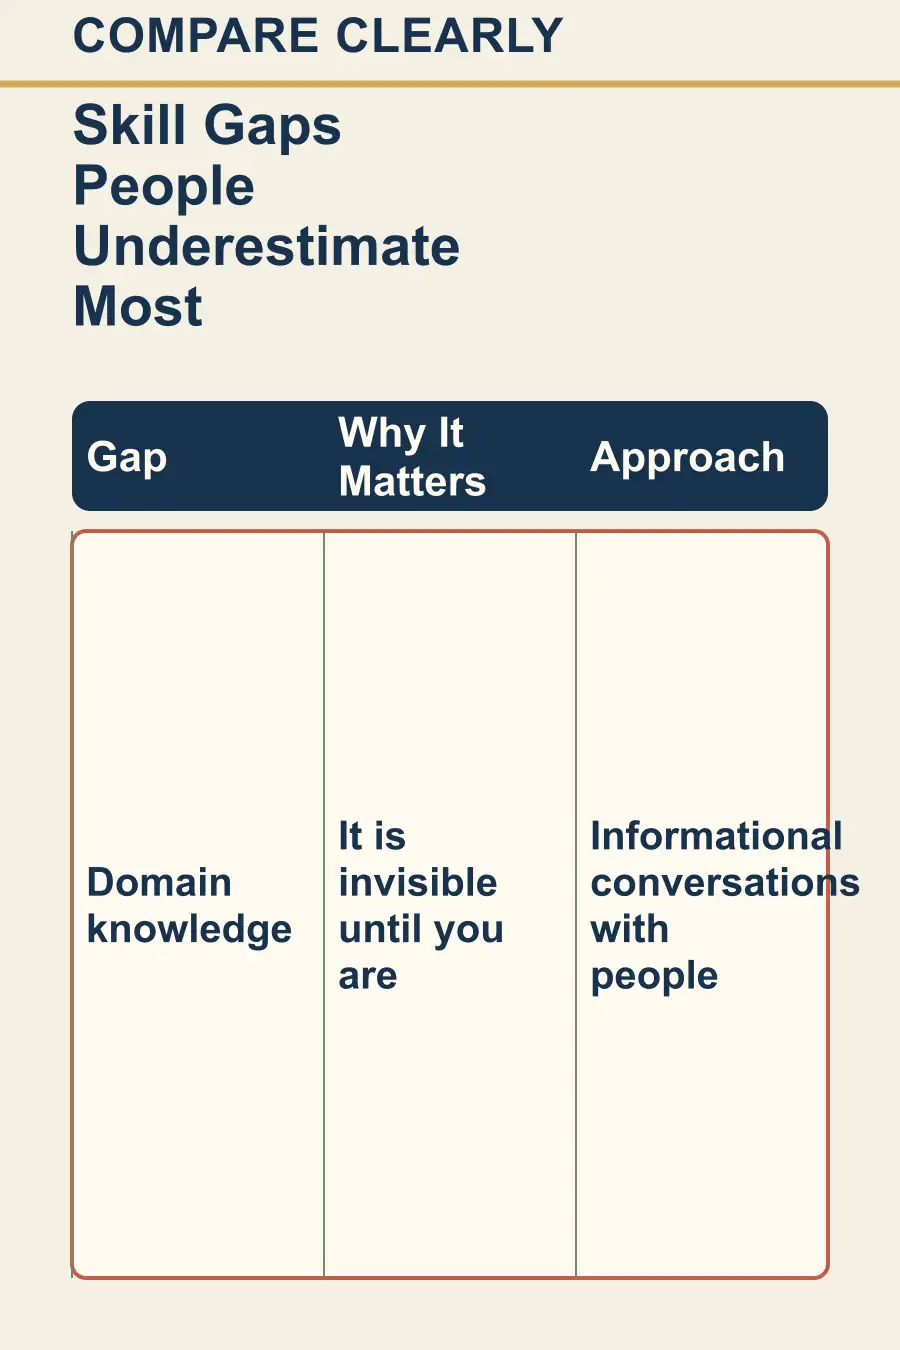 COMPARE CLEARLY
Skill Gaps
People
Underestimate
Most
Gap
Why It
Matters
Approach
Domain
knowledge
It is
invisible
until you
are
Informational
conversations
with
people